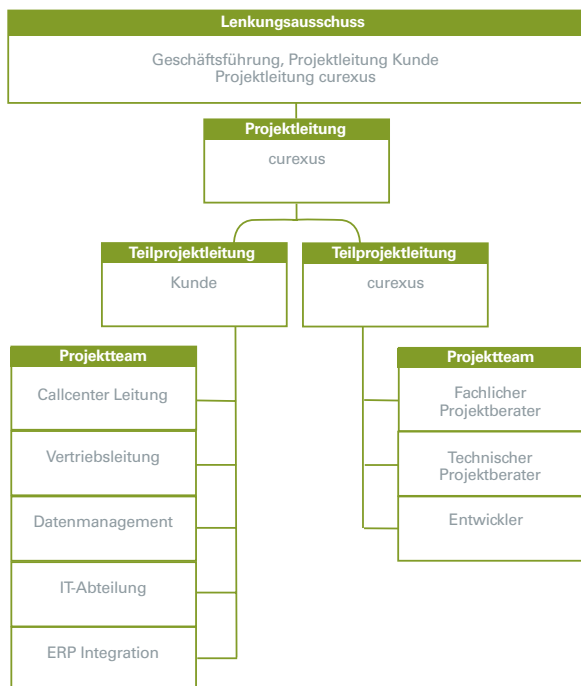 Lenkungsausschuss
Geschäftsführung, Projektleitung Kunde
Projektleitung curexus
Projektleitung
curexus
Teilprojektleitung
Kunde
Teilprojektleitung
curexus
Projektteam
Callcenter Leitung
Vertriebsleitung
Datenmanagement
IT-Abteilung
ERP Integration
Projektteam
Fachlicher
Projektberater
Technischer
Projektberater
Entwickler